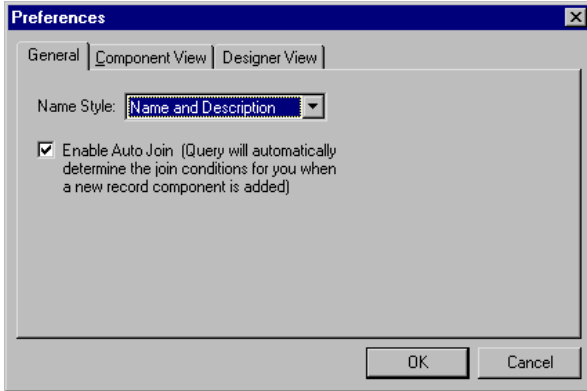 Preferences
General Component View Designer View
Name Style: Name and Description
Enable Auto Join (Query will automatically
determine the join conditions for you when
a new record component is added)
OK Cancel